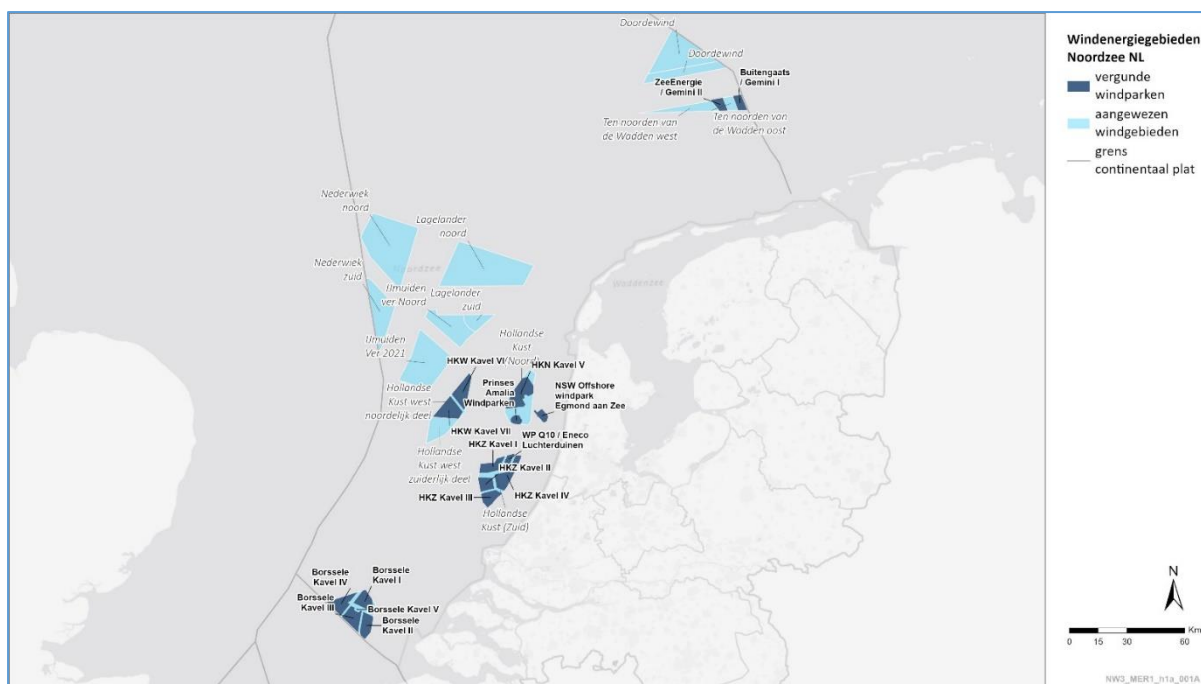 Doordewind
Doordewind
Buitengaats
/ Gemini I
ZeeEnergie
/ Gemini II
Ten noorden van
de Wadden west
Ten noorden van
de Wadden oost
Nederwiek
noord
Lagelander
noord
Noordzee
Waddenzee
Nederwiek
zuid
IJmuiden
ver Noord
Lagelander
zuid
IJmuiden
Ver 2021
Hollandse
Kust
(Noord)
HKW Kavel VI
HKN Kavel V
Prinses
Amalia
Windparken
NSW Offshore
windpark
Egmond aan Zee
Hollandse
Kust west
noordelijk deel
HKW Kavel VII
WP Q10 / Eneco
Luchterduinen
HKZ Kavel I
Hollandse
Kust west
zuiderlijk deel
HKZ Kavel II
HKZ Kavel III
HKZ Kavel IV
Hollandse
Kust (Zuid)
Borssele
Kavel IV
Borssele
Kavel I
Borssele
Kavel III
Borssele Kavel V
Borssele
Kavel II
Windenergiegebieden
Noordzee NL
vergunde
windparken
aangewezen
windgebieden
grens
continentaal plat
N
Km
0 15 30 60
NW3_MER1_h1a_001A